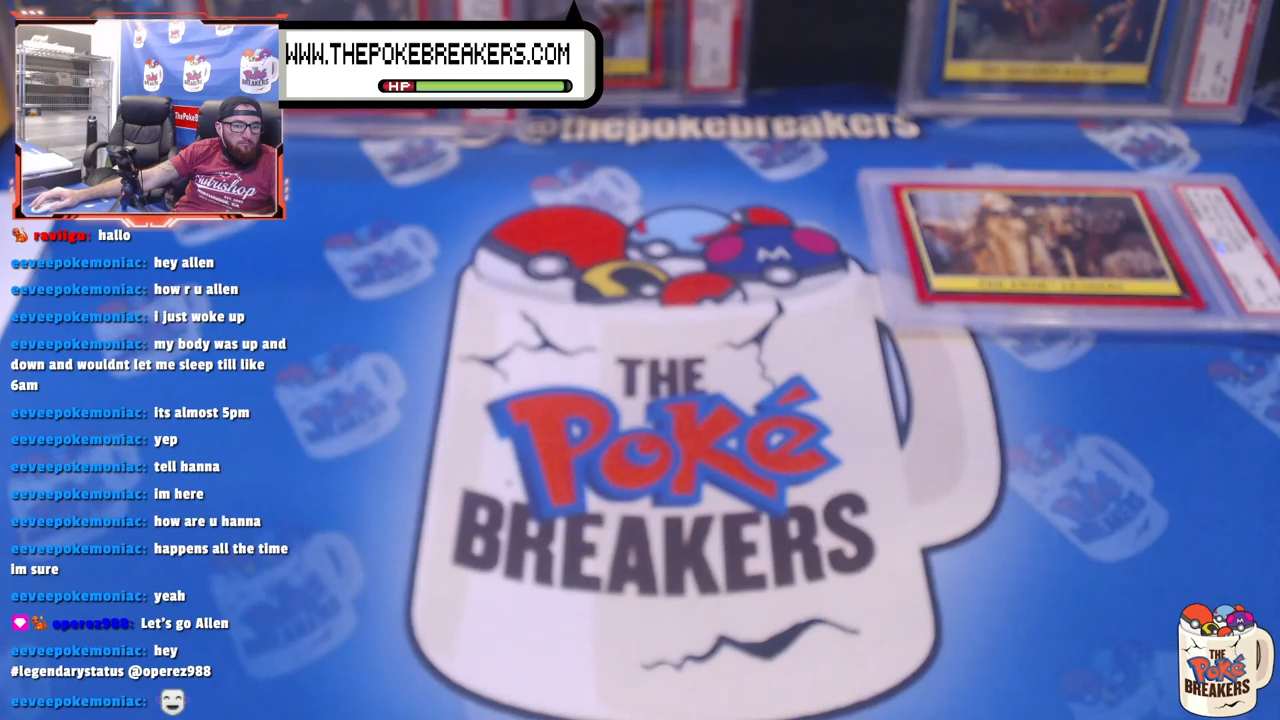 WWW.THEPOKEBREAKERS.COM
HP
@thepokebreakers
BREAKERS
Nutrishop
raviigu: hallo
eeveepokemoniac: hey allen
eeveepokemoniac: how r u allen
eeveepokemoniac: i just woke up
eeveepokemoniac: my body was up and
down and wouldnt let me sleep till like
6am
eeveepokemoniac: its almost 5pm
eeveepokemoniac: yep
eeveepokemoniac: tell hanna
eeveepokemoniac: im here
eeveepokemoniac: how are u hanna
eeveepokemoniac: happens all the time
im sure
eeveepokemoniac: yeah
operez988: Let's go Allen
eeveepokemoniac: hey
#legendarystatus @operez988
eeveepokemoniac:
M
THE
Poké
BREAKERS
THE
Poké
BREAKERS